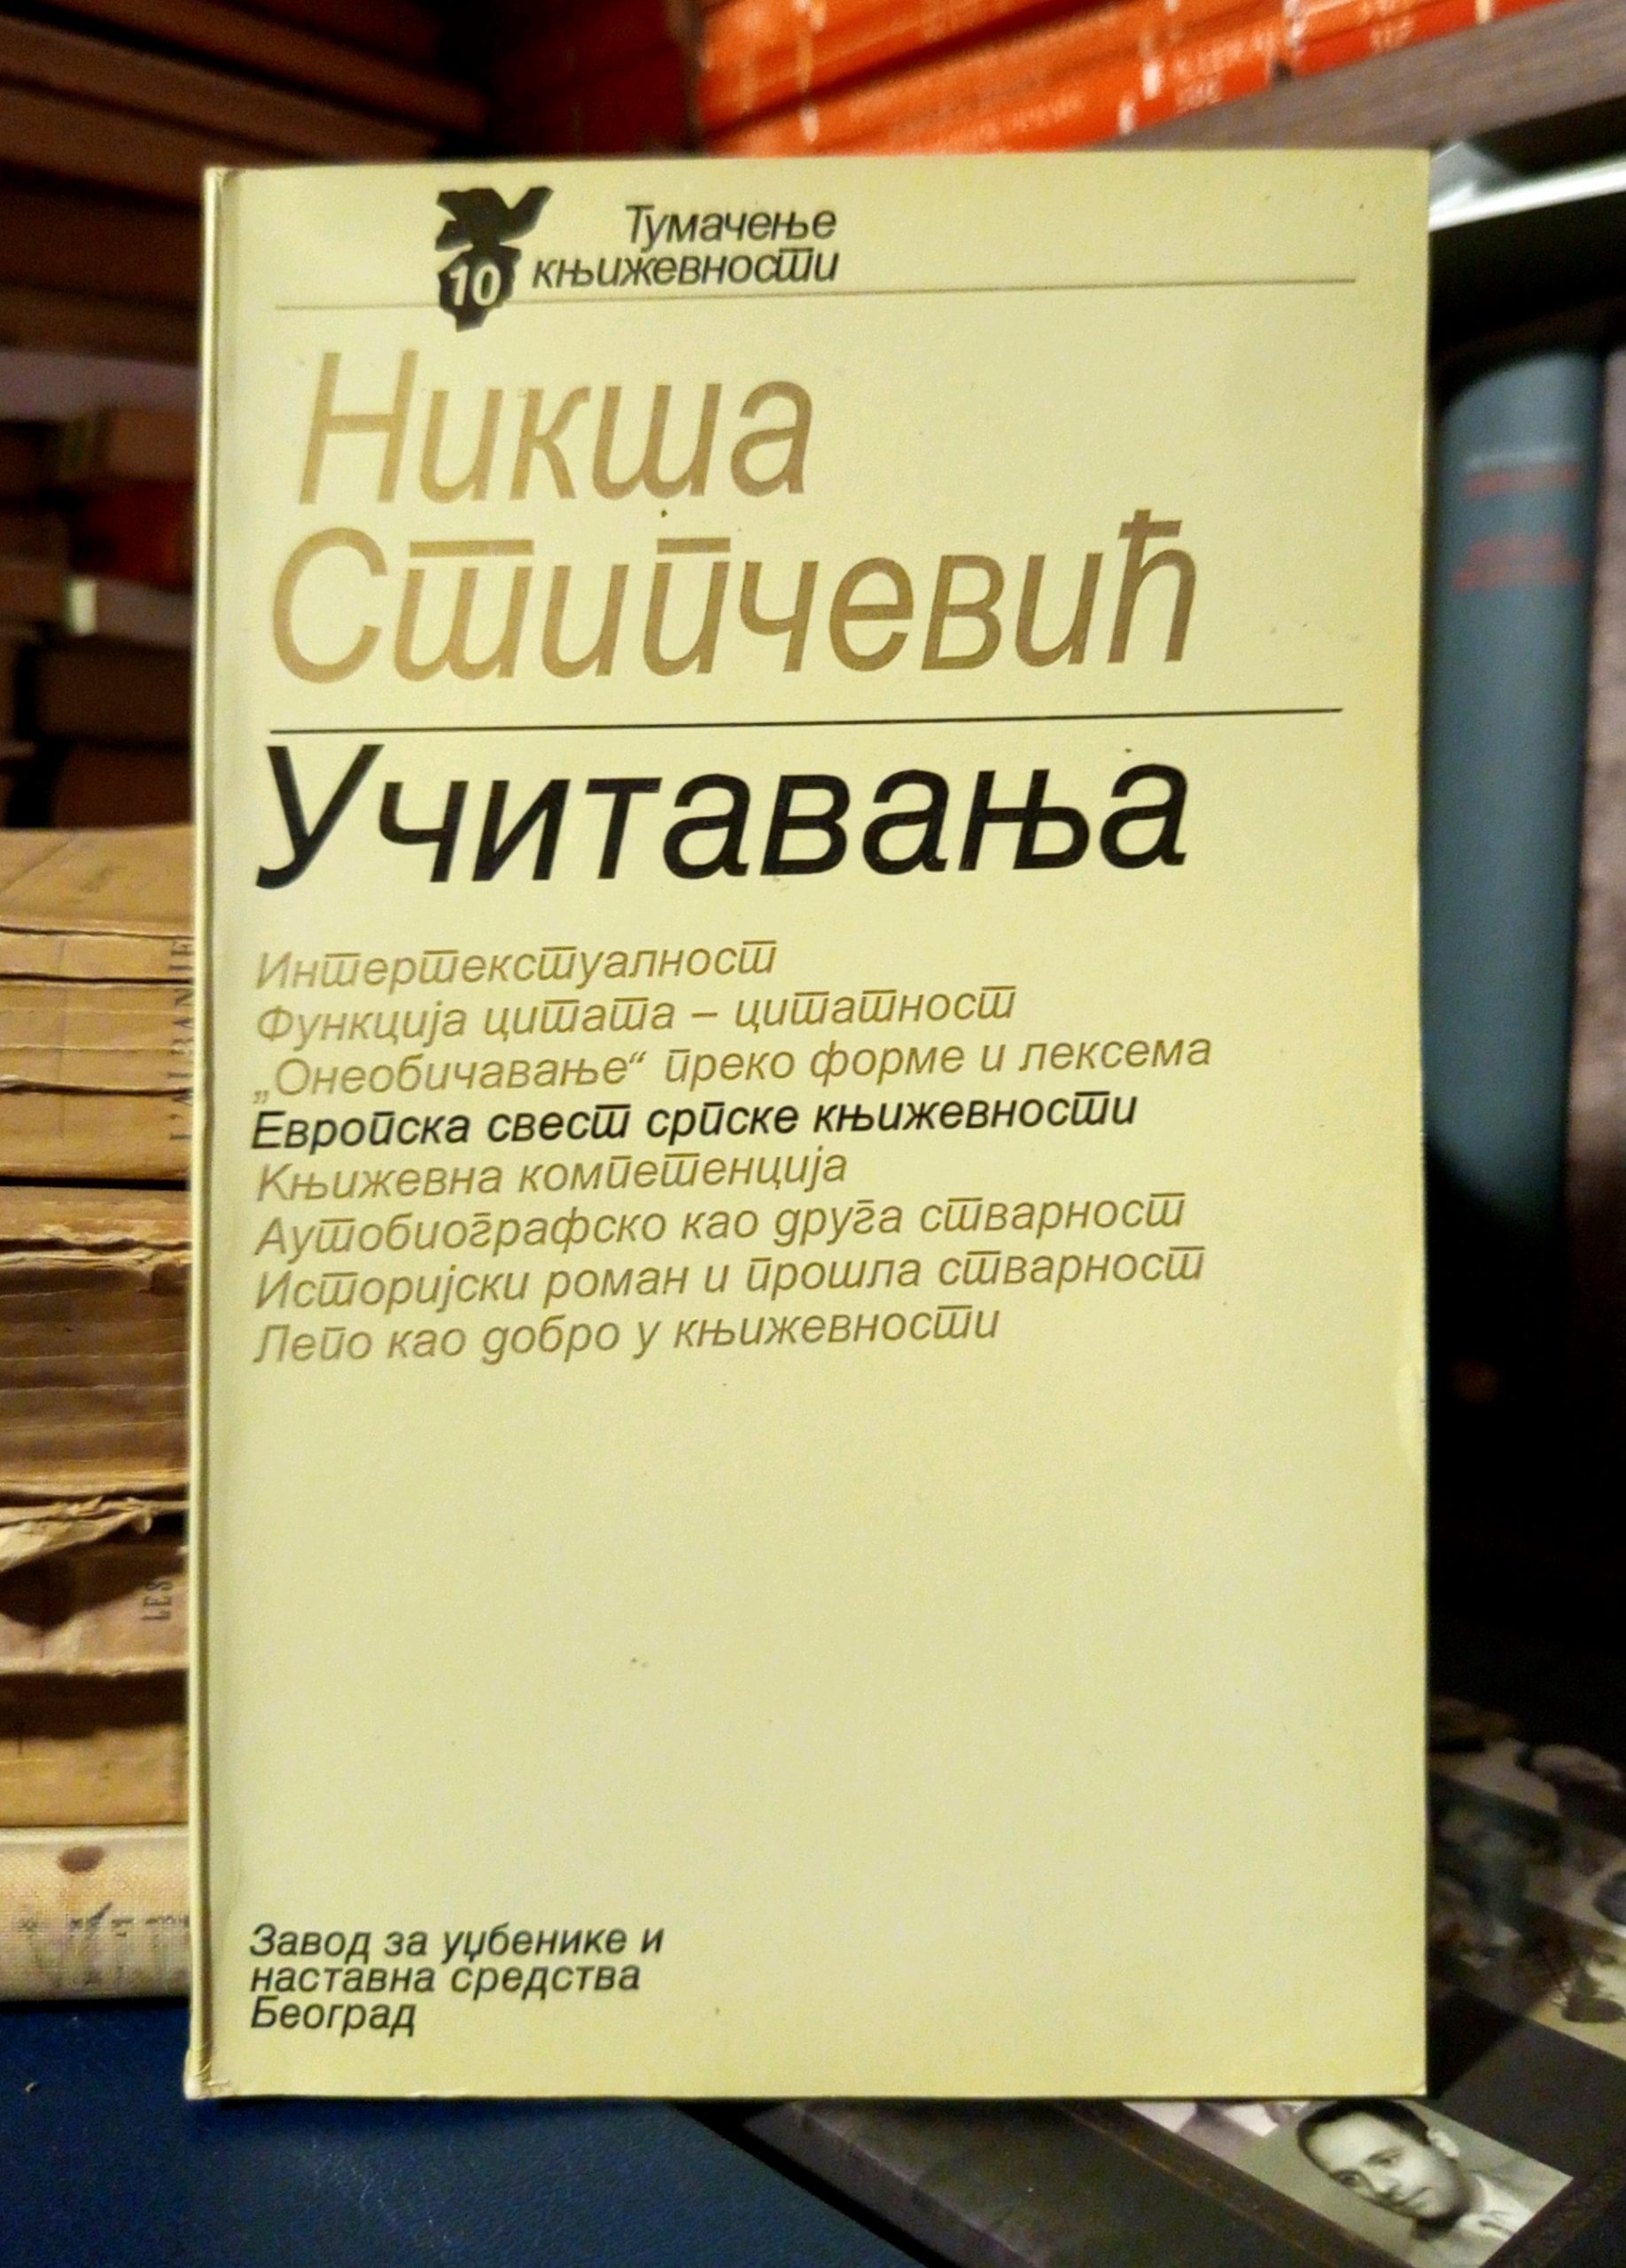 Тумачење
10 књижевности
Никша
Стипчевић
Учитавања
Интертекстуалност
Функција цитата – цитатност
„Онеобичавање“ преко форме и лексема
Европска свест српске књижевности
Књижевна компетенција
Аутобиографско као друга стварност
Историјски роман и прошла стварност
Лепо као добро у књижевности
Завод за уџбенике и
наставна средства
Београд
L'ALBANIE
LES